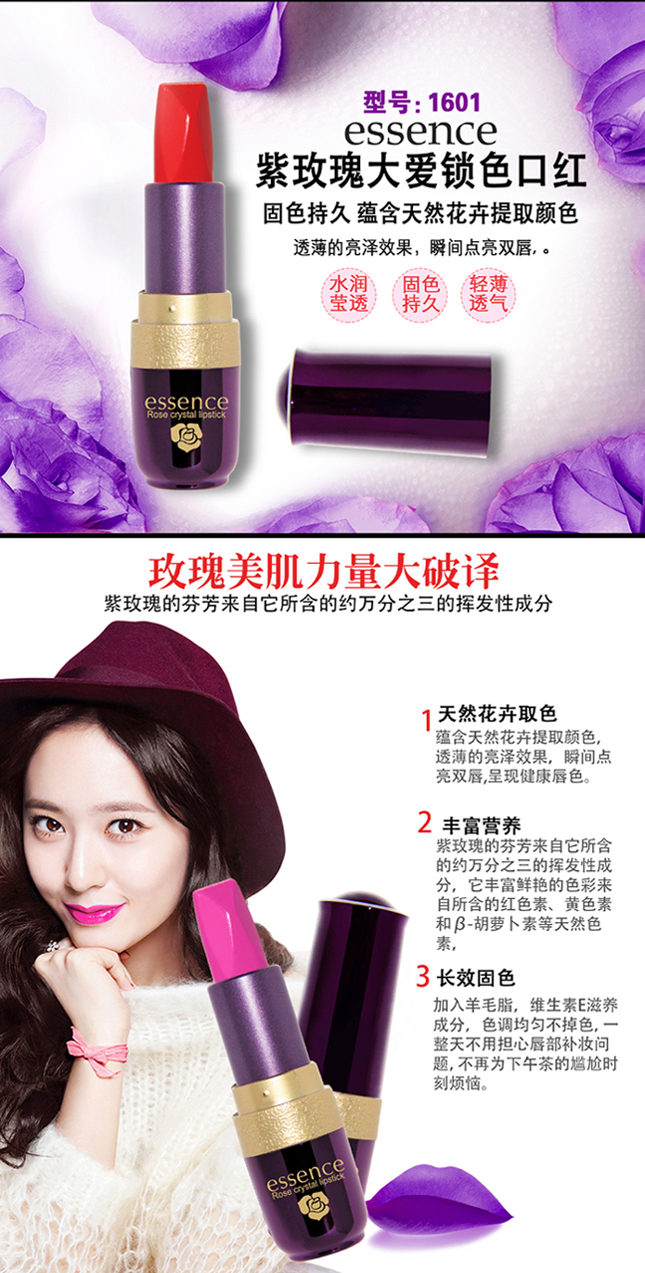 型号: 1601
essence
紫玫瑰大爱锁色口红
固色持久 蕴含天然花卉提取颜色
透薄的亮泽效果，瞬间点亮双唇,。
水润
莹透
固色
持久
轻薄
透气
essence
Rose crystal lipstick
玫瑰美肌力量大破译
紫玫瑰的芬芳来自它所含的约万分之三的挥发性成分
1 天然花卉取色
蕴含天然花卉提取颜色,
透薄的亮泽效果，瞬间点
亮双唇,呈现健康唇色。
2 丰富营养
紫玫瑰的芬芳来自它所含
的约万分之三的挥发性成
分，它丰富鲜艳的色彩来
自所含的红色素、黄色素
和β-胡萝卜素等天然色
素,
3 长效固色
加入羊毛脂，维生素E滋养
成分，色调均匀不掉色,一
整天不用担心唇部补妆问
题,不再为下午茶的尴尬时
刻烦恼。
essence
Rose crystal lipstick